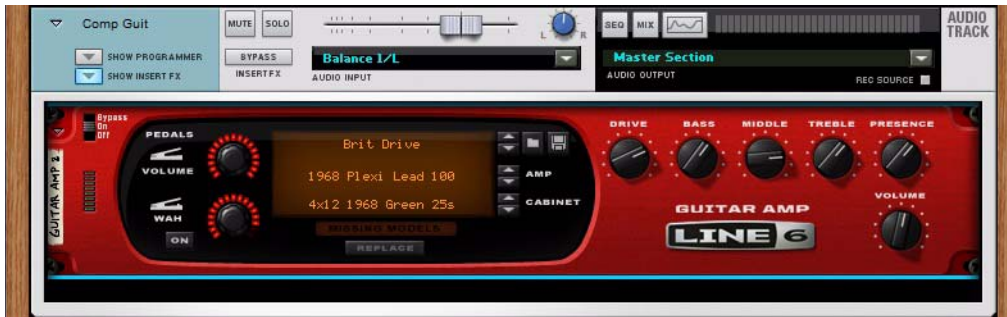 Comp Guit
SHOW PROGRAMMER
SHOW INSERT FX
MUTE SOLO
BYPASS
INSERT FX
L R
Balance 1/L
AUDIO INPUT
SEQ MIX
Master Section
AUDIO OUTPUT
REC SOURCE
AUDIO
TRACK
Bypass
On
Off
GUITAR AMP 2
PEDALS
VOLUME
WAH
ON
Brit Drive
1968 Plexi Lead 100
4x12 1968 Green 25s
MISSING MODELS
REPLACE
AMP
CABINET
DRIVE BASS MIDDLE TREBLE PRESENCE
VOLUME
GUITAR AMP
LINE 6